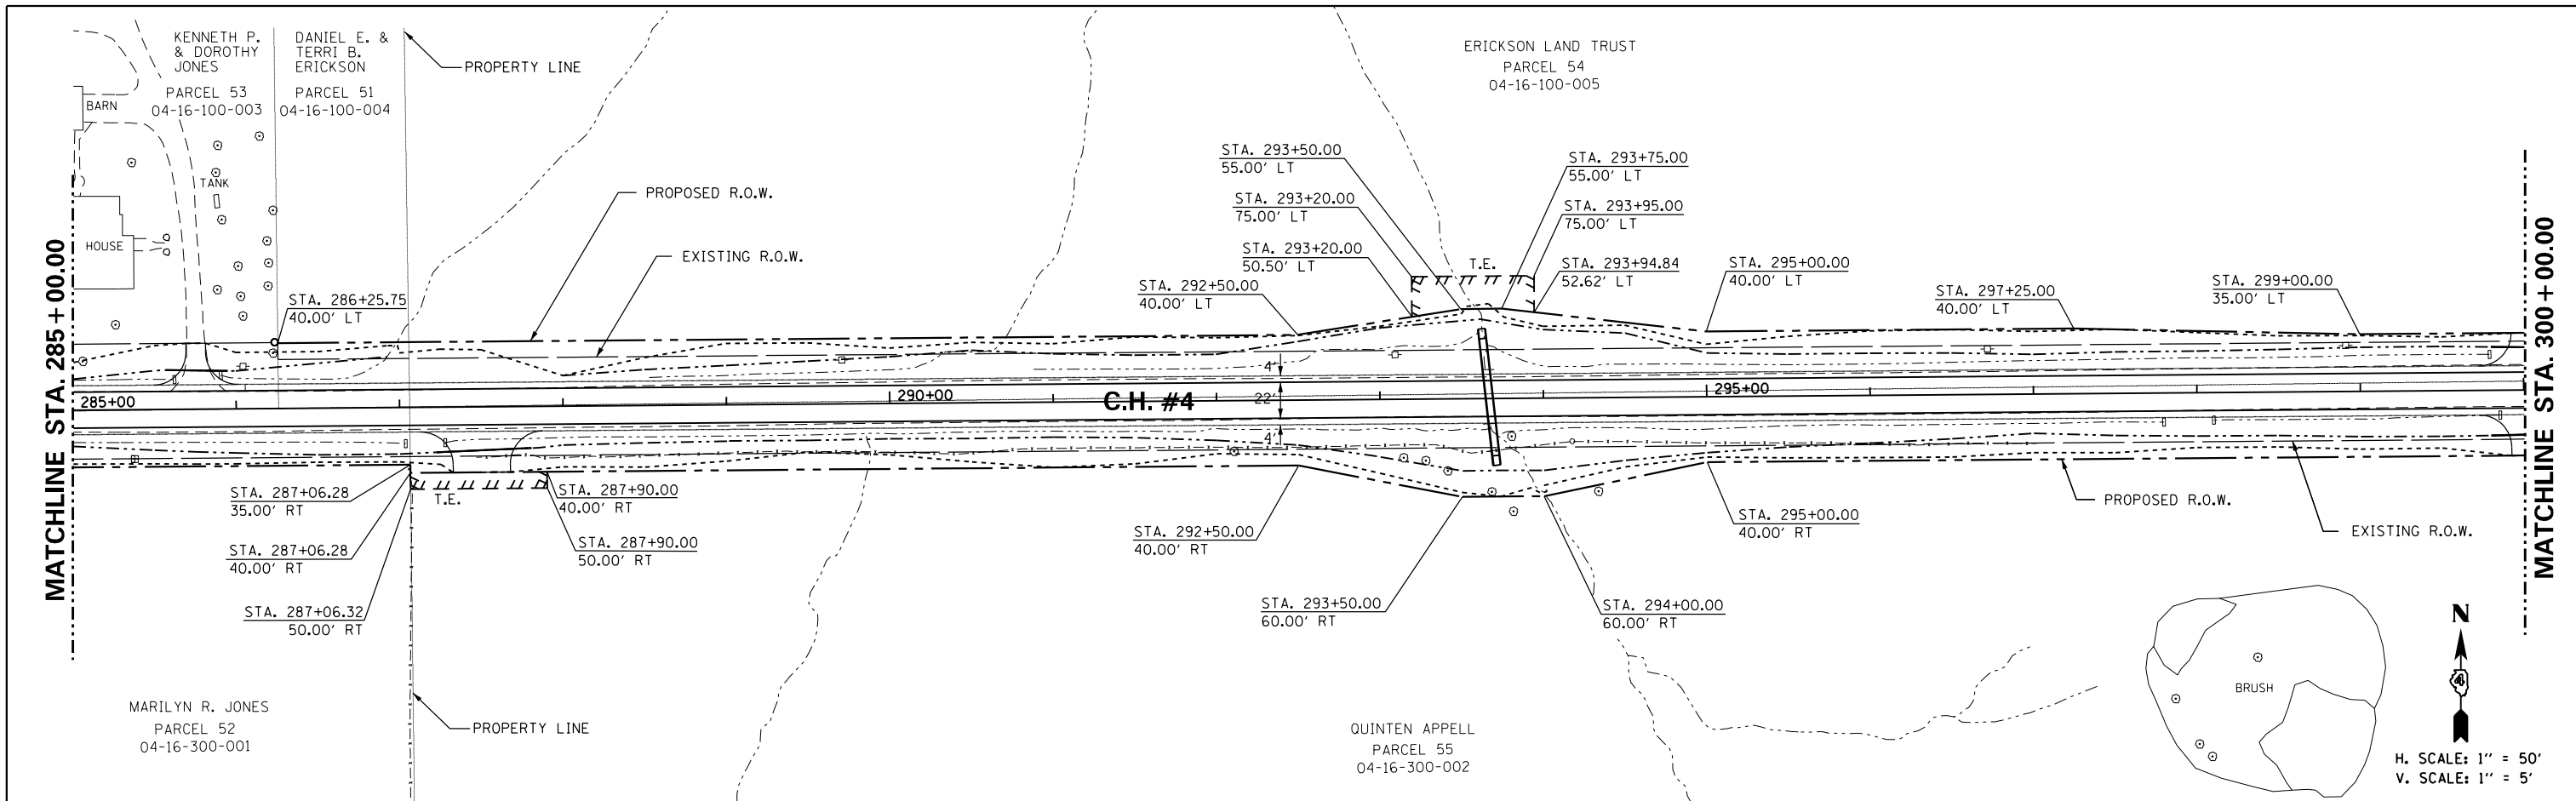 KENNETH P.
& DOROTHY
JONES
PARCEL 53
04-16-100-003
DANIEL E. &
TERRI B.
ERICKSON
PARCEL 51
04-16-100-004
PROPERTY LINE
ERICKSON LAND TRUST
PARCEL 54
04-16-100-005
BARN
TANK
HOUSE
PROPOSED R.O.W.
EXISTING R.O.W.
STA. 286+25.75
40.00' LT
STA. 293+50.00
55.00' LT
STA. 293+20.00
75.00' LT
STA. 293+20.00
50.50' LT
STA. 292+50.00
40.00' LT
T.E.
STA. 293+75.00
55.00' LT
STA. 293+95.00
75.00' LT
STA. 293+94.84
52.62' LT
STA. 295+00.00
40.00' LT
STA. 297+25.00
40.00' LT
STA. 299+00.00
35.00' LT
MATCHLINE STA. 285+00.00
MATCHLINE STA. 300+00.00
285+00
290+00
C.H. #4
4'
22'
4'
295+00
STA. 287+06.28
35.00' RT
STA. 287+06.28
40.00' RT
STA. 287+06.32
50.00' RT
T.E.
STA. 287+90.00
40.00' RT
STA. 287+90.00
50.00' RT
STA. 292+50.00
40.00' RT
STA. 293+50.00
60.00' RT
STA. 294+00.00
60.00' RT
STA. 295+00.00
40.00' RT
PROPOSED R.O.W.
EXISTING R.O.W.
MARILYN R. JONES
PARCEL 52
04-16-300-001
PROPERTY LINE
QUINTEN APPELL
PARCEL 55
04-16-300-002
BRUSH
N
4
H. SCALE: 1'' = 50'
V. SCALE: 1'' = 5'